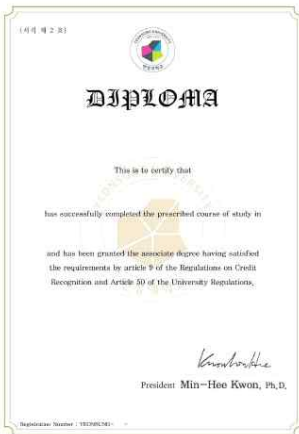 (서식 제 2 호)
DIPLOMA
This is to certify that
has successfully completed the prescribed course of study in
and has been granted the associate degree having satisfied
the requirements by article 9 of the Regulations on Credit
Recognition and Article 50 of the University Regulations,
President Min-Hee Kwon, Ph,D,
Registration Number : YEONSUNG- -